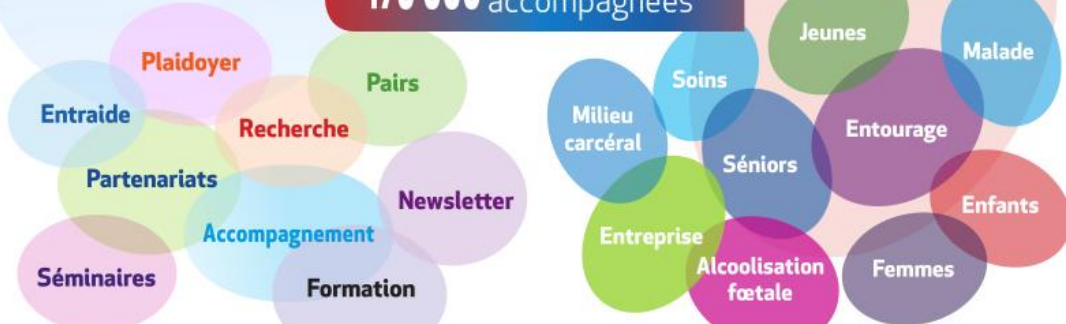 accompagnées
Plaidoyer
Pairs
Entraide
Recherche
Partenariats
Newsletter
Accompagnement
Séminaires
Formation
Jeunes
Malade
Soins
Milieu
carcéral
Entourage
Séniors
Enfants
Entreprise
Alcoolisation
fœtale
Femmes